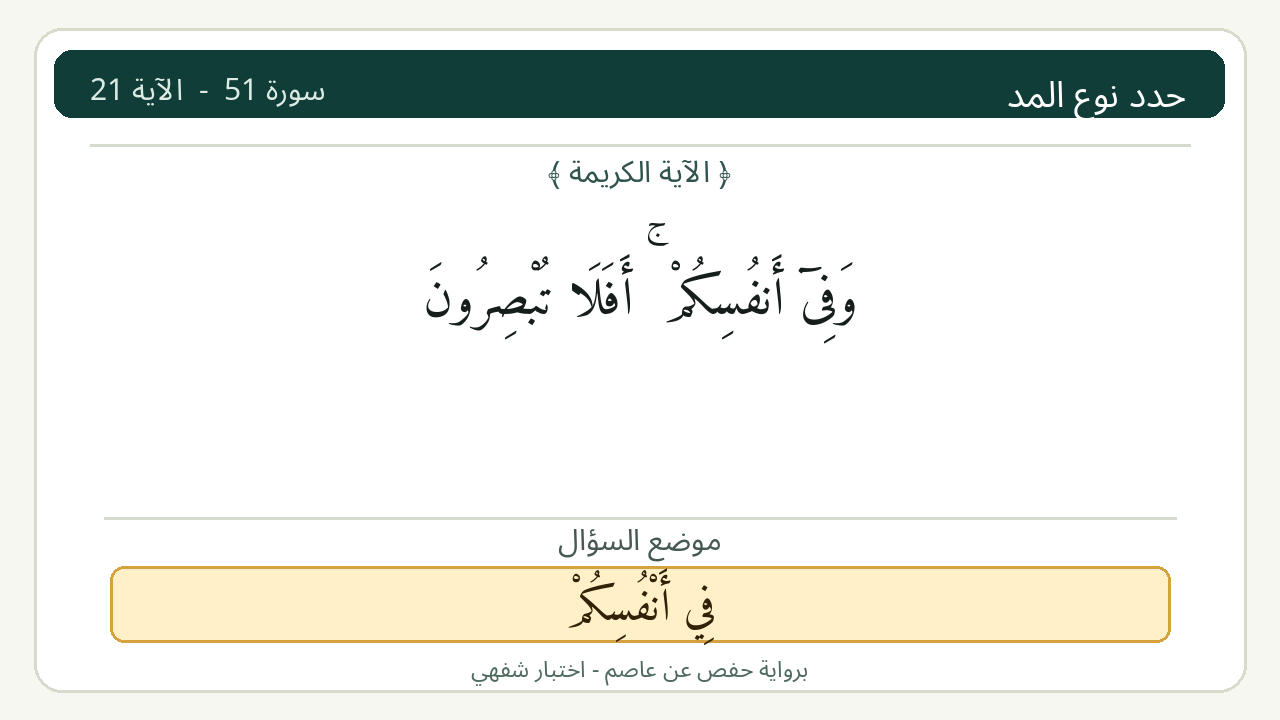 حدد نوع المد
سورة 51 - الآية 21
﴿ الآية الكريمة ﴾
وَفِىٓ أَنفُسِكُمْ ۚ أَفَلَا تُبْصِرُونَ
موضع السؤال
فِي أَنْفُسِكُمْ
برواية حفص عن عاصم - اختبار شفهي